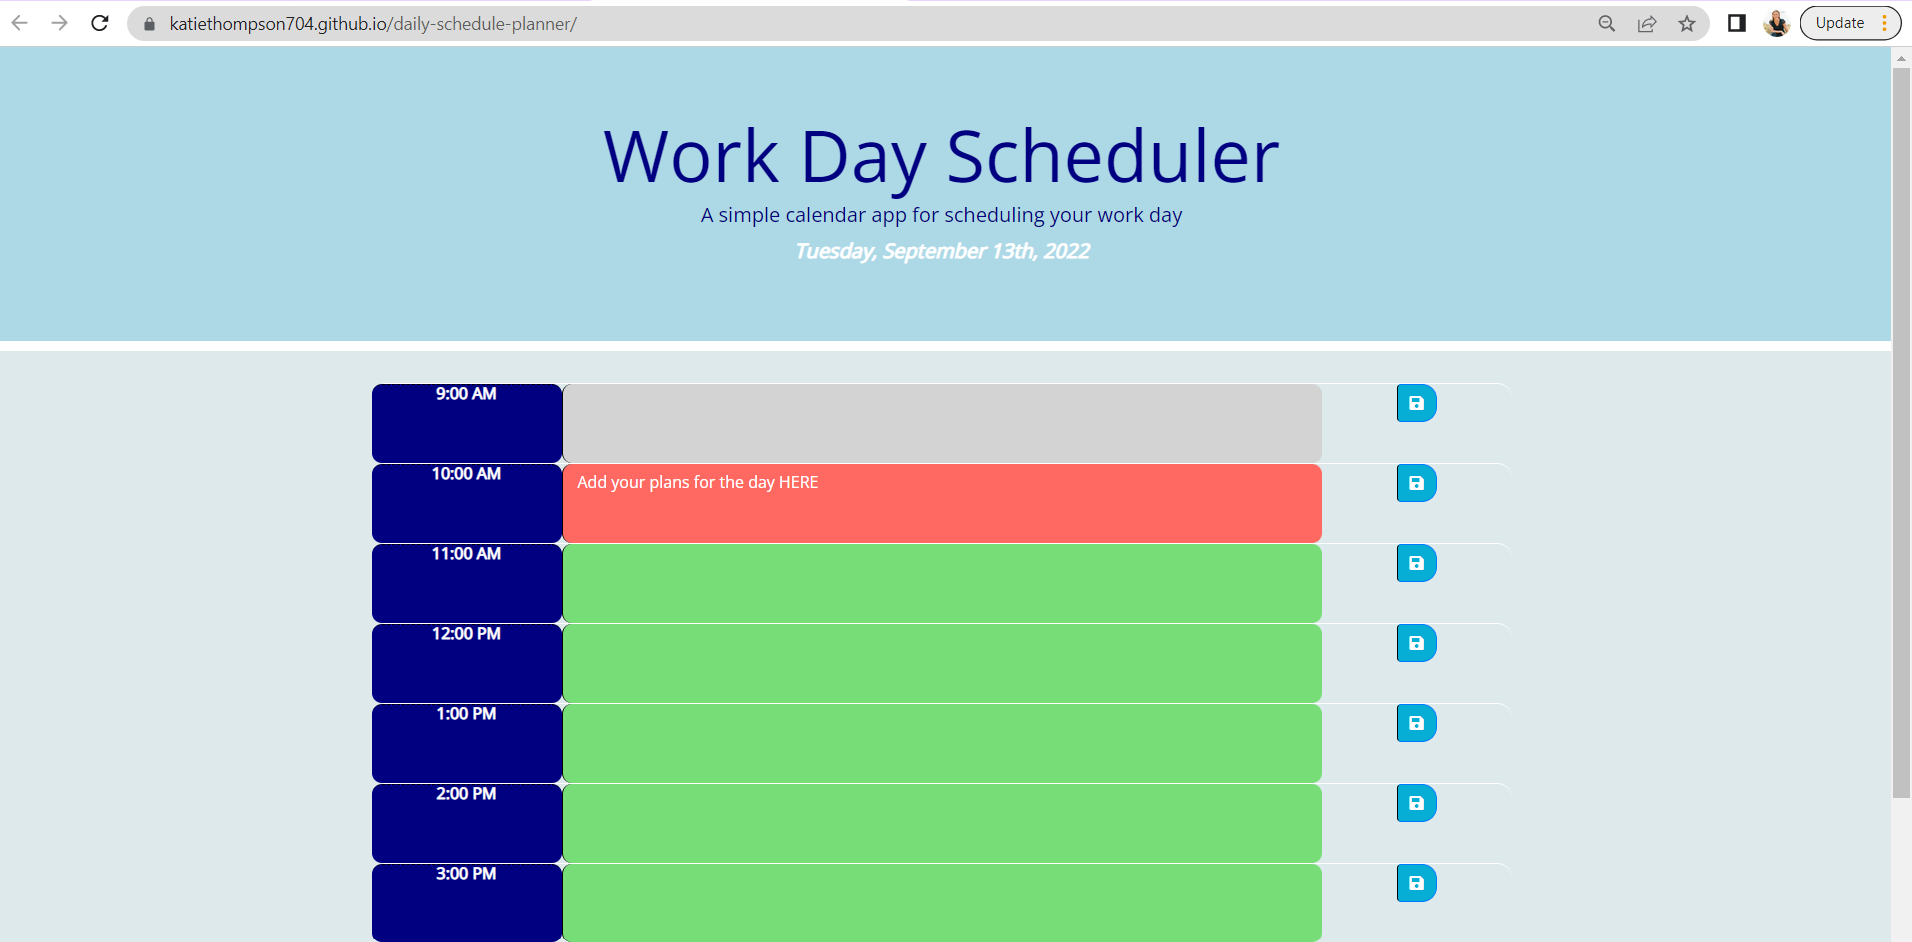 katiethompson704.github.io/daily-schedule-planner/
Update
Work Day Scheduler
A simple calendar app for scheduling your work day
Tuesday, September 13th, 2022
9:00 AM
10:00 AM Add your plans for the day HERE
11:00 AM
12:00 PM
1:00 PM
2:00 PM
3:00 PM